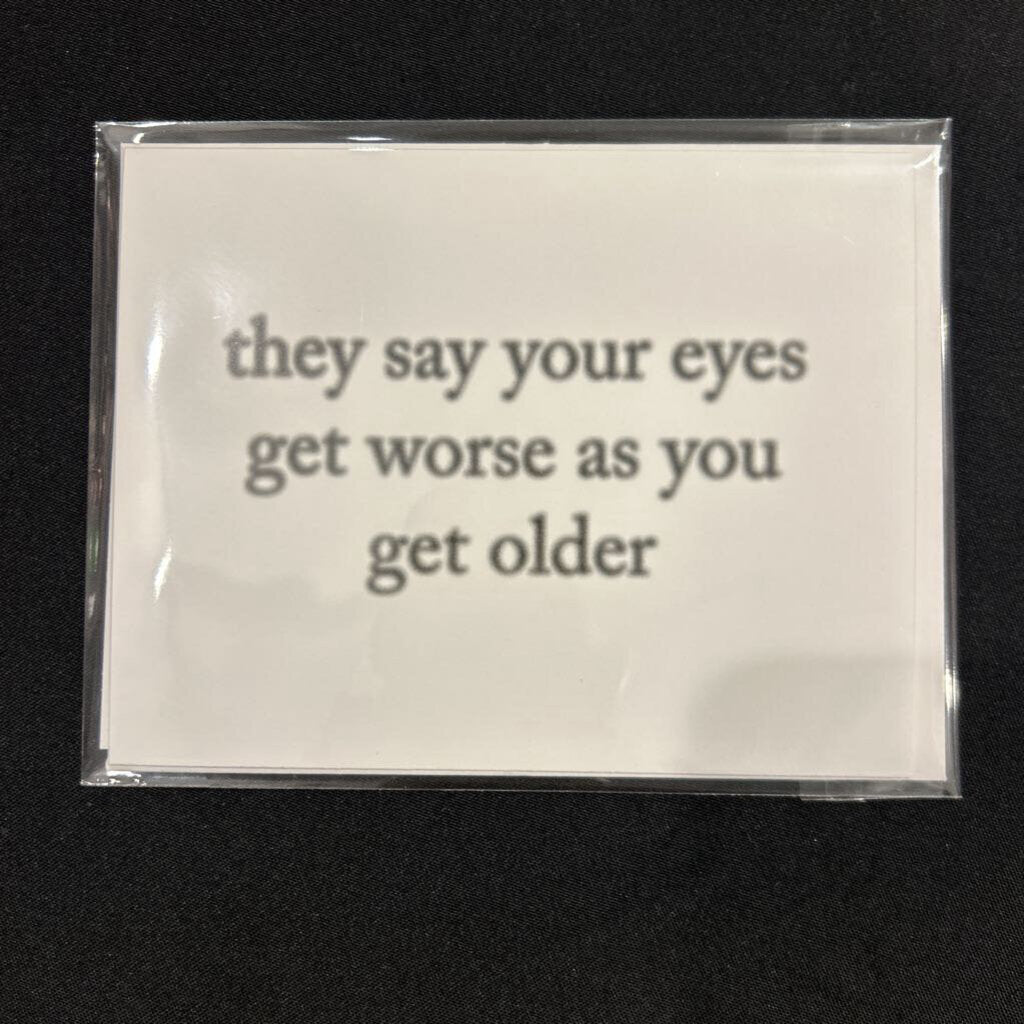 they say your eyes
get worse as you
get older